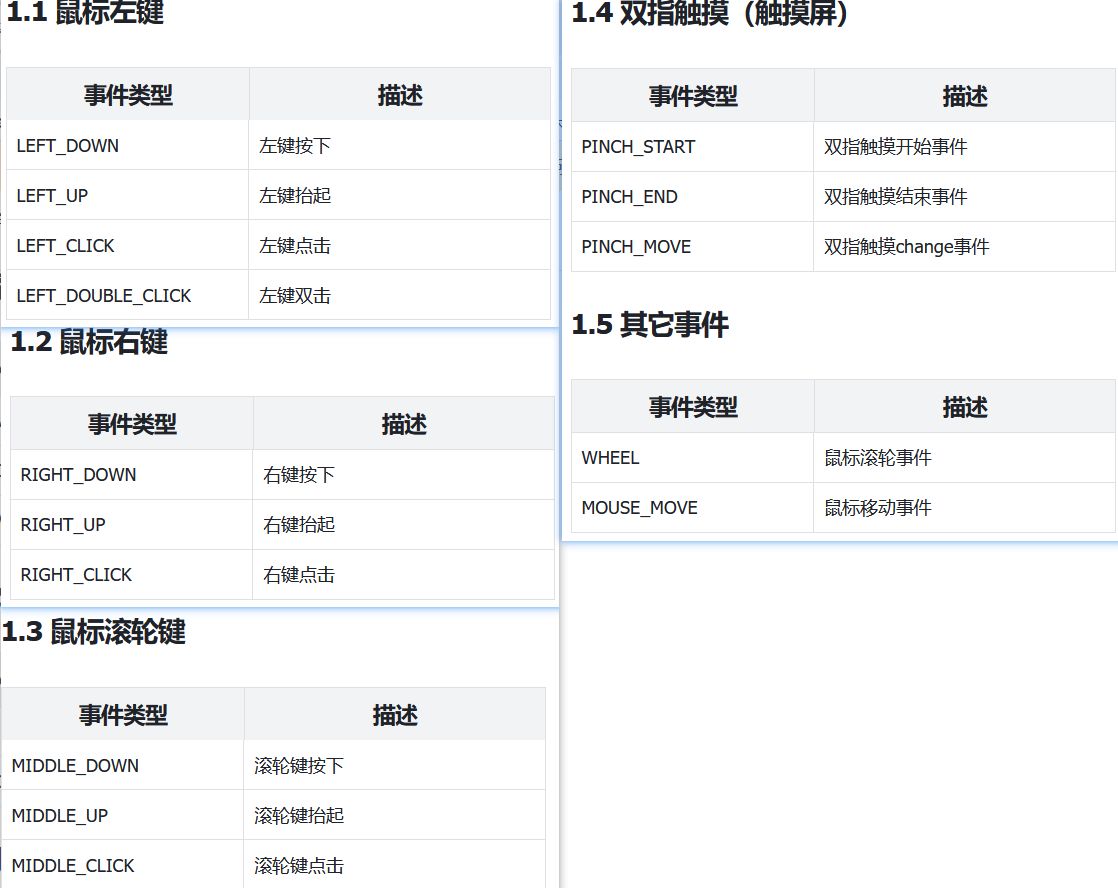 1.1 鼠标左键
事件类型 描述
LEFT_DOWN 左键按下
LEFT_UP 左键抬起
LEFT_CLICK 左键点击
LEFT_DOUBLE_CLICK 左键双击
1.2 鼠标右键
事件类型 描述
RIGHT_DOWN 右键按下
RIGHT_UP 右键抬起
RIGHT_CLICK 右键点击
1.3 鼠标滚轮键
事件类型 描述
MIDDLE_DOWN 滚轮键按下
MIDDLE_UP 滚轮键抬起
MIDDLE_CLICK 滚轮键点击
1.4 双指触摸（触摸屏）
事件类型 描述
PINCH_START 双指触摸开始事件
PINCH_END 双指触摸结束事件
PINCH_MOVE 双指触摸change事件
1.5 其它事件
事件类型 描述
WHEEL 鼠标滚轮事件
MOUSE_MOVE 鼠标移动事件